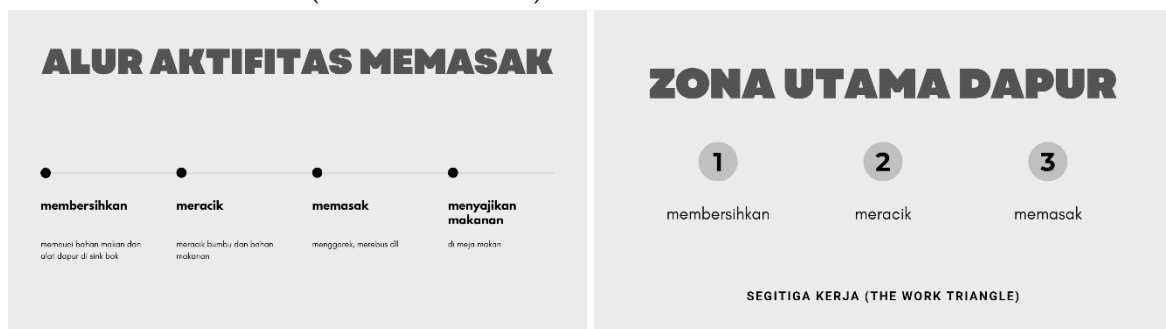 ALUR AKTIFITAS MEMASAK
membersihkan
mencuci bahan makan dan
alat dapur di sink bak
meracik
meracik bumbu dan bahan
makanan
memasak
menggorek, merebus dll
menyajikan
makanan
di meja makan
ZONA UTAMA DAPUR
1
2
3
membersihkan
meracik
memasak
SEGITIGA KERJA (THE WORK TRIANGLE)